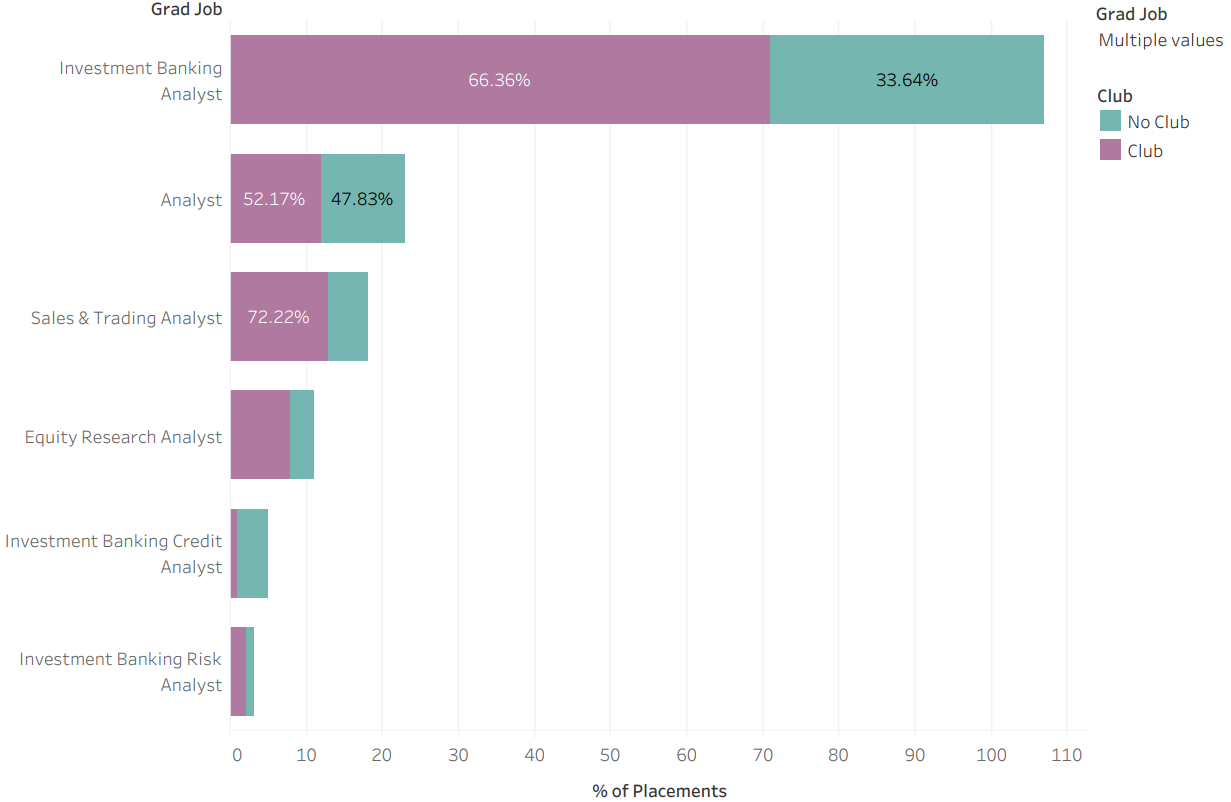 Grad Job
Investment Banking
Analyst
66.36%
33.64%
Analyst
52.17%
47.83%
Sales & Trading Analyst
72.22%
Equity Research Analyst
Investment Banking Credit
Analyst
Investment Banking Risk
Analyst
0 10 20 30 40 50 60 70 80 90 100 110
% of Placements
Grad Job
Multiple values
Club
No Club
Club